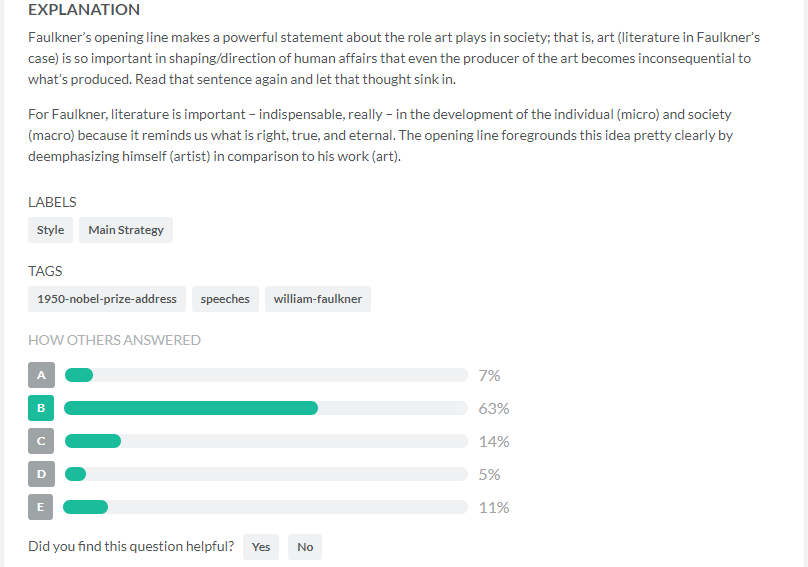 EXPLANATION
Faulkner's opening line makes a powerful statement about the role art plays in society; that is, art (literature in Faulkner's
case) is so important in shaping/direction of human affairs that even the producer of the art becomes inconsequential to
what's produced. Read that sentence again and let that thought sink in.
For Faulkner, literature is important – indispensable, really – in the development of the individual (micro) and society
(macro) because it reminds us what is right, true, and eternal. The opening line foregrounds this idea pretty clearly by
deemphasizing himself (artist) in comparison to his work (art).
LABELS
Style Main Strategy
TAGS
1950-nobel-prize-address speeches william-faulkner
HOW OTHERS ANSWERED
A 7%
B 63%
C 14%
D 5%
E 11%
Did you find this question helpful? Yes No